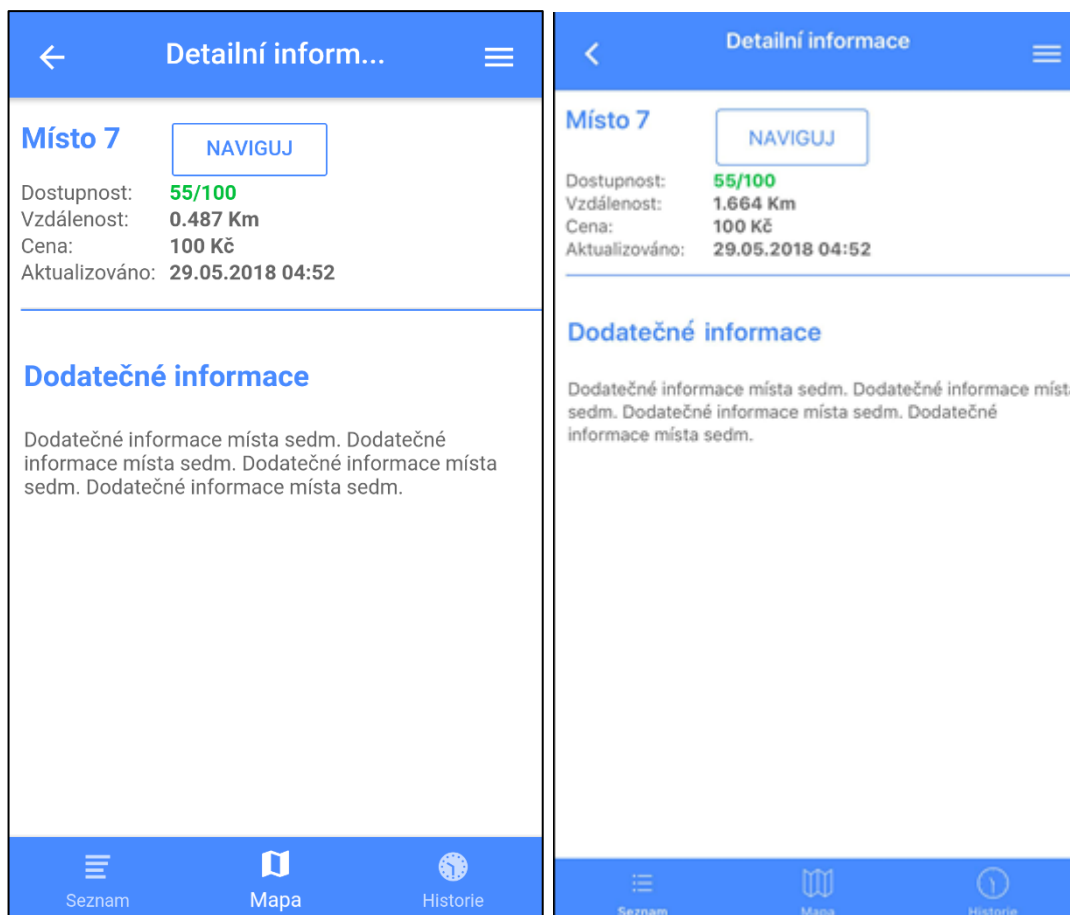 Detailní inform...
Místo 7
NAVIGUJ
Dostupnost: 55/100
Vzdálenost: 0.487 Km
Cena: 100 Kč
Aktualizováno: 29.05.2018 04:52
Dodatečné informace
Dodatečné informace místa sedm. Dodatečné
informace místa sedm. Dodatečné informace místa
sedm. Dodatečné informace místa sedm.
Seznam Mapa Historie
Detailní informace
Místo 7
NAVIGUJ
Dostupnost: 55/100
Vzdálenost: 1.664 Km
Cena: 100 Kč
Aktualizováno: 29.05.2018 04:52
Dodatečné informace
Dodatečné informace místa sedm. Dodatečné informace místa
sedm. Dodatečné informace místa sedm. Dodatečné
informace místa sedm.
Seznam Mapa Historie